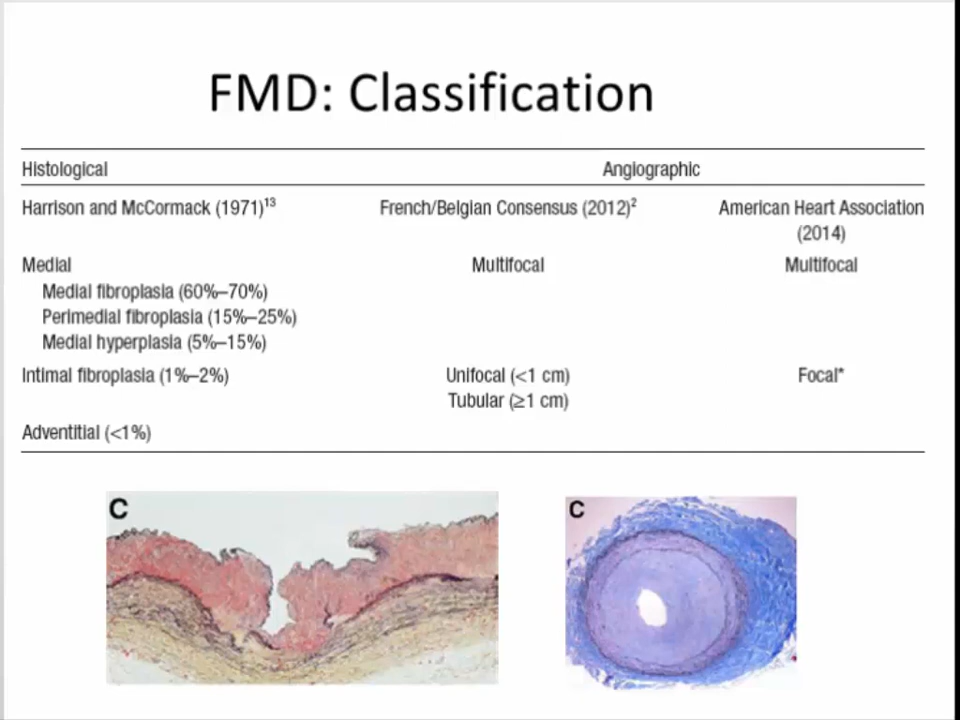 FMD: Classification
Histological Angiographic
Harrison and McCormack (1971)¹³ French/Belgian Consensus (2012)² American Heart Association
(2014)
Medial Multifocal Multifocal
Medial fibroplasia (60%–70%)
Perimedial fibroplasia (15%–25%)
Medial hyperplasia (5%–15%)
Intimal fibroplasia (1%–2%) Unifocal (<1 cm) Focal*
Tubular (≥1 cm)
Adventitial (<1%)
C C